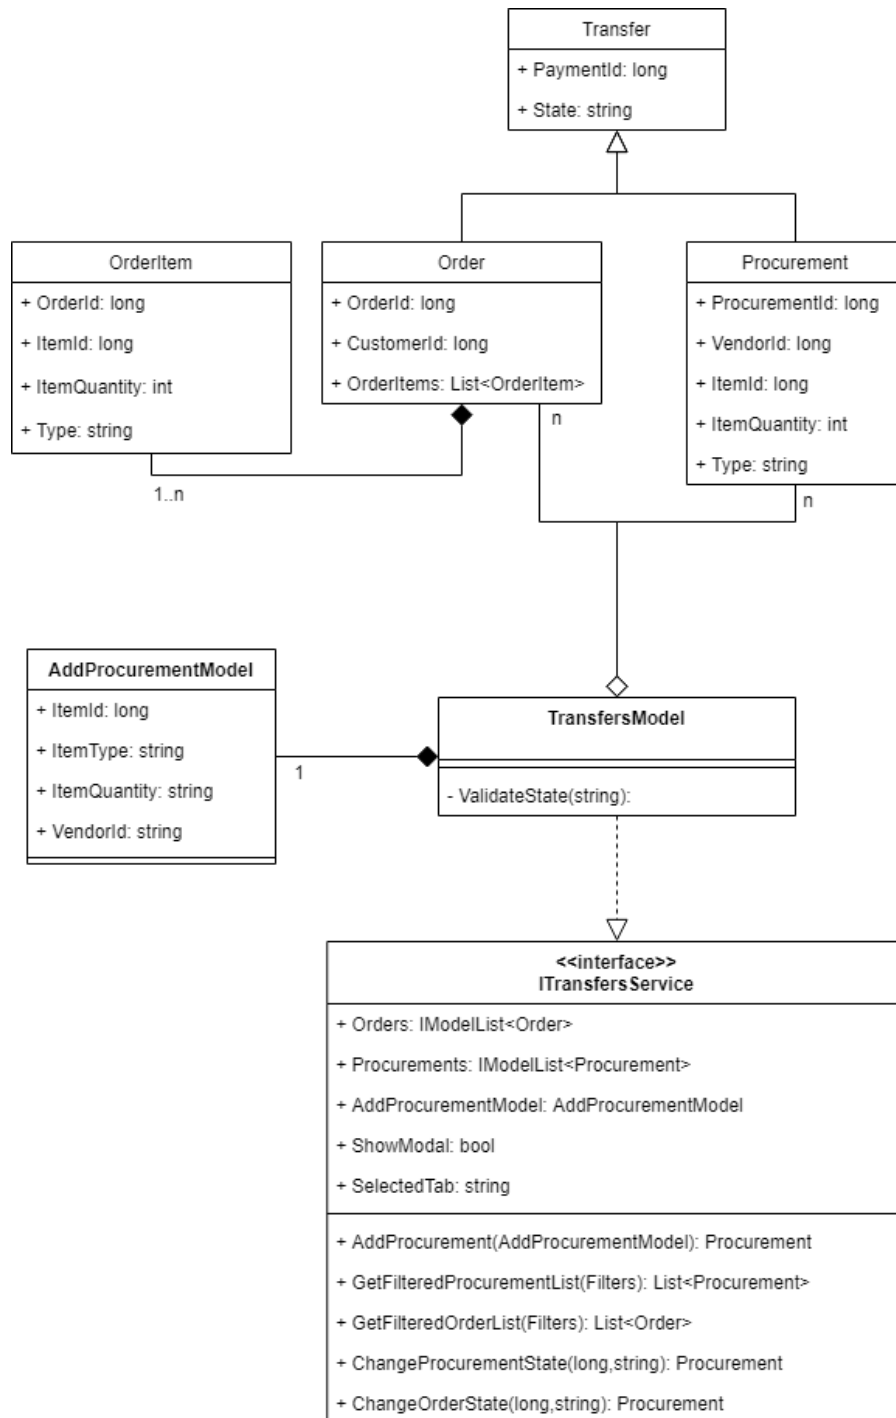 Transfer
+ PaymentId: long
+ State: string
OrderItem
+ OrderId: long
+ ItemId: long
+ ItemQuantity: int
+ Type: string
Order
+ OrderId: long
+ CustomerId: long
+ OrderItems: List<OrderItem>
Procurement
+ ProcurementId: long
+ VendorId: long
+ ItemId: long
+ ItemQuantity: int
+ Type: string
1..n
n
n
AddProcurementModel
+ ItemId: long
+ ItemType: string
+ ItemQuantity: string
+ VendorId: string
1
TransfersModel
- ValidateState(string):
<<interface>>
ITransfersService
+ Orders: IModelList<Order>
+ Procurements: IModelList<Procurement>
+ AddProcurementModel: AddProcurementModel
+ ShowModal: bool
+ SelectedTab: string
+ AddProcurement(AddProcurementModel): Procurement
+ GetFilteredProcurementList(Filters): List<Procurement>
+ GetFilteredOrderList(Filters): List<Order>
+ ChangeProcurementState(long,string): Procurement
+ ChangeOrderState(long,string): Procurement